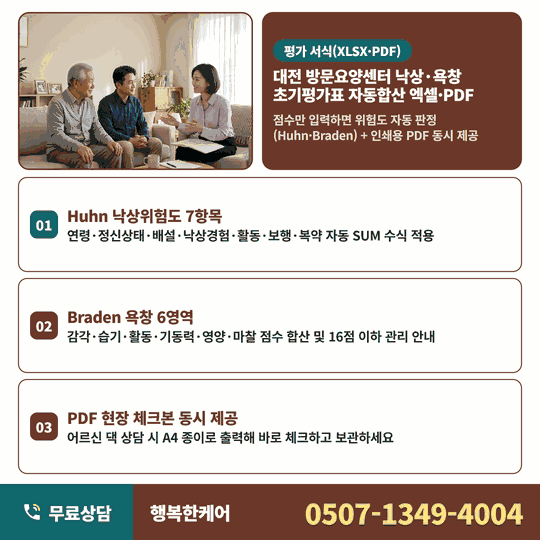 평가 서식(XLSX·PDF)
대전 방문요양센터 낙상·욕창
초기평가표 자동합산 엑셀·PDF
점수만 입력하면 위험도 자동 판정
(Huhn·Braden) + 인쇄용 PDF 동시 제공
01
Huhn 낙상위험도 7항목
연령·정신상태·배설·낙상경험·활동·보행·복약 자동 SUM 수식 적용
02
Braden 욕창 6영역
감각·습기·활동·기동력·영양·마찰 점수 합산 및 16점 이하 관리 안내
03
PDF 현장 체크본 동시 제공
어르신 댁 상담 시 A4 종이로 출력해 바로 체크하고 보관하세요
무료상담
행복한케어
0507-1349-4004